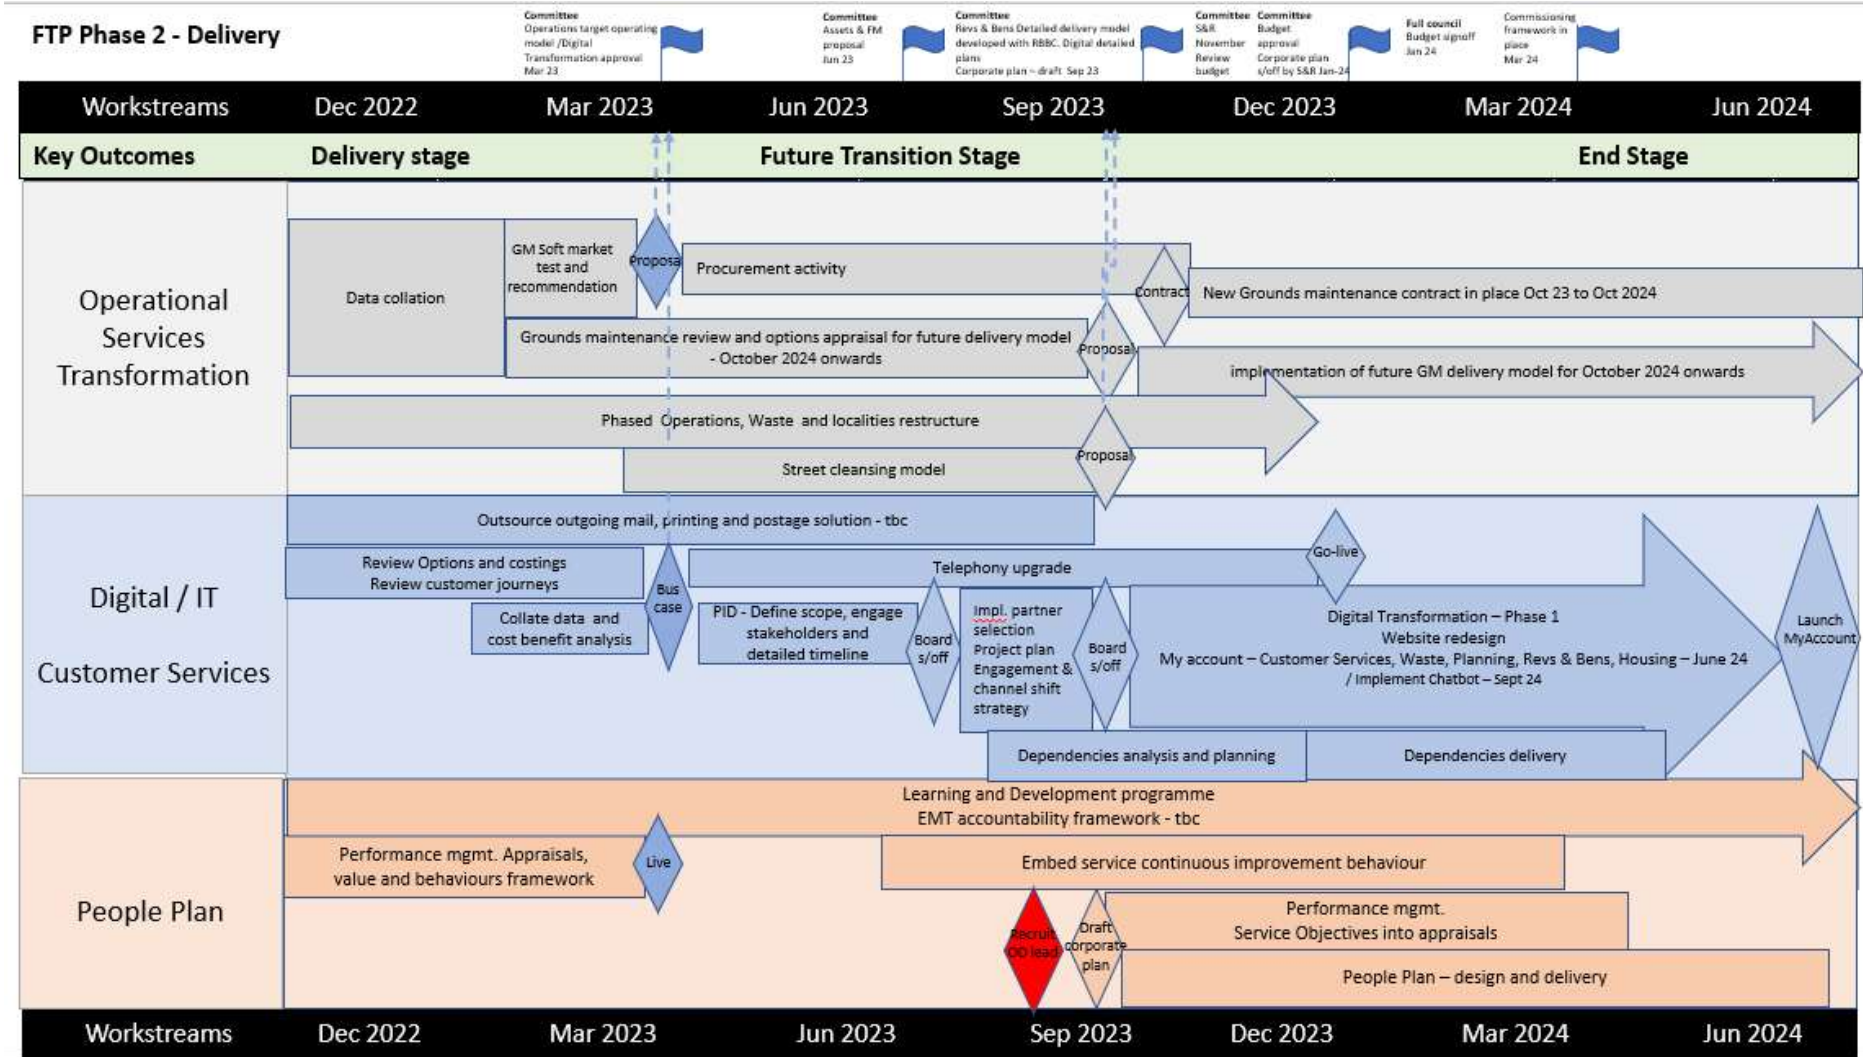 FTP Phase 2 - Delivery
Committee
Operations target operating
model /Digital
Transformation approval
Mar 23
Committee
Assets & FM
proposal
Jun 23
Committee
Revs & Bens Detailed delivery model
developed with RBBC. Digital detailed
plans
Corporate plan – draft Sep 23
Committee
S&R
November
Review
budget
Committee
Budget
approval
Corporate plan
s/off by S&R Jan-24
Full council
Budget signoff
Jan 24
Commissioning
framework in
place
Mar 24
Workstreams Dec 2022 Mar 2023 Jun 2023 Sep 2023 Dec 2023 Mar 2024 Jun 2024
Key Outcomes Delivery stage Future Transition Stage End Stage
Operational
Services
Transformation
Data collation
GM Soft market
test and
recommendation
Proposal
Procurement activity
Contract
New Grounds maintenance contract in place Oct 23 to Oct 2024
Grounds maintenance review and options appraisal for future delivery model
- October 2024 onwards
Proposal
implementation of future GM delivery model for October 2024 onwards
Phased Operations, Waste and localities restructure
Street cleansing model
Proposal
Digital / IT
Customer Services
Outsource outgoing mail, printing and postage solution - tbc
Review Options and costings
Review customer journeys
Collate data and
cost benefit analysis
Bus
case
Telephony upgrade
Go-live
PID - Define scope, engage
stakeholders and
detailed timeline
Board
s/off
Impl. partner
selection
Project plan
Engagement &
channel shift
strategy
Board
s/off
Digital Transformation – Phase 1
Website redesign
My account – Customer Services, Waste, Planning, Revs & Bens, Housing – June 24
/ Implement Chatbot – Sept 24
Launch
MyAccount
Dependencies analysis and planning
Dependencies delivery
People Plan
Learning and Development programme
EMT accountability framework - tbc
Performance mgmt. Appraisals,
value and behaviours framework
Live
Embed service continuous improvement behaviour
Recruit
OD lead
Draft
corporate
plan
Performance mgmt.
Service Objectives into appraisals
People Plan – design and delivery
Workstreams Dec 2022 Mar 2023 Jun 2023 Sep 2023 Dec 2023 Mar 2024 Jun 2024